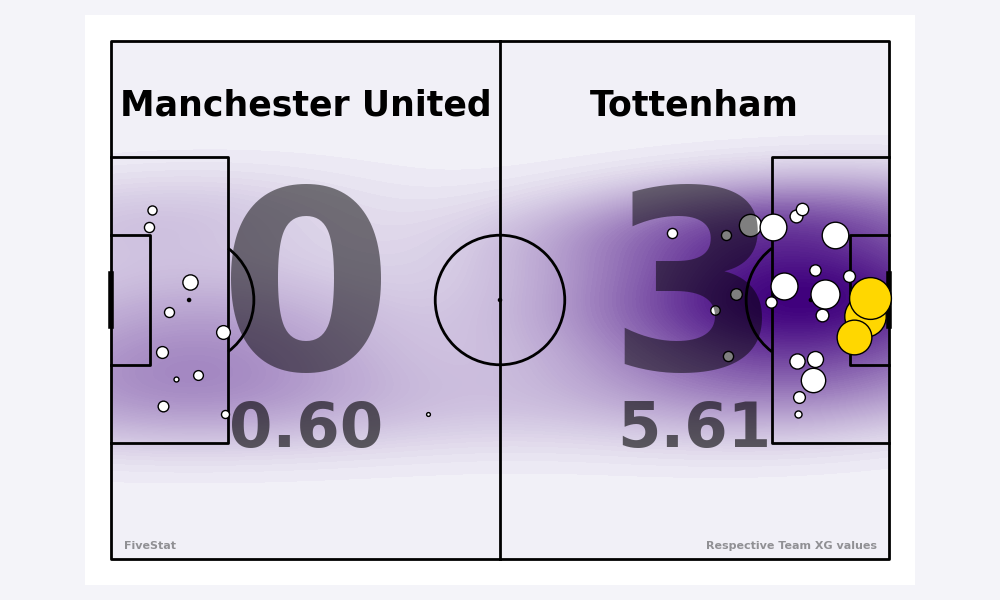 Manchester United
Tottenham
0
3
0.60
5.61
FiveStat
Respective Team XG values